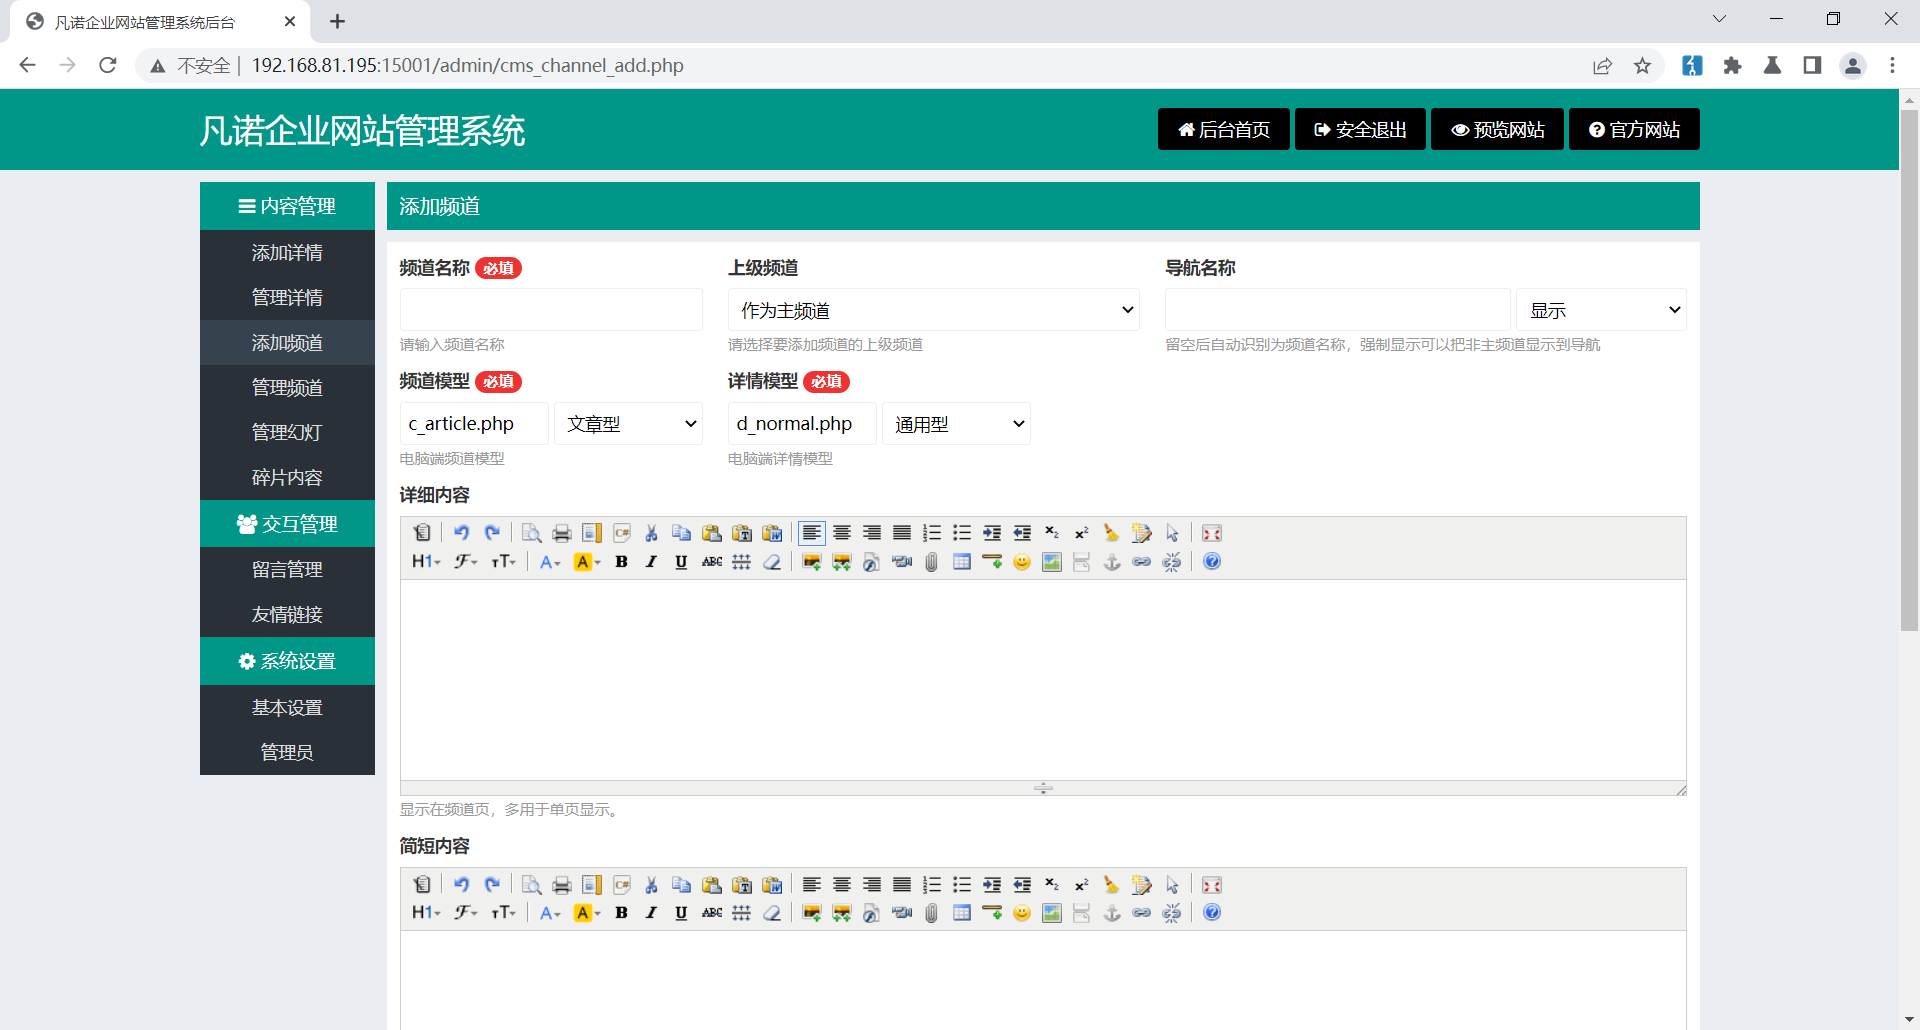 凡诺企业网站管理系统后台
不安全 192.168.81.195:15001/admin/cms_channel_add.php
凡诺企业网站管理系统
后台首页 安全退出 预览网站 官方网站
内容管理
添加详情
管理详情
添加频道
管理频道
管理幻灯
碎片内容
交互管理
留言管理
友情链接
系统设置
基本设置
管理员
添加频道
频道名称 必填 上级频道 导航名称
作为主频道 显示
请输入频道名称 请选择要添加频道的上级频道 留空后自动识别为频道名称，强制显示可以把非主频道显示到导航
频道模型 必填 详情模型 必填
c_article.php 文章型 d_normal.php 通用型
电脑端频道模型 电脑端详情模型
详细内容
H1 F TT A A B I U ABC
显示在频道页，多用于单页显示。
简短内容
H1 F TT A A B I U ABC